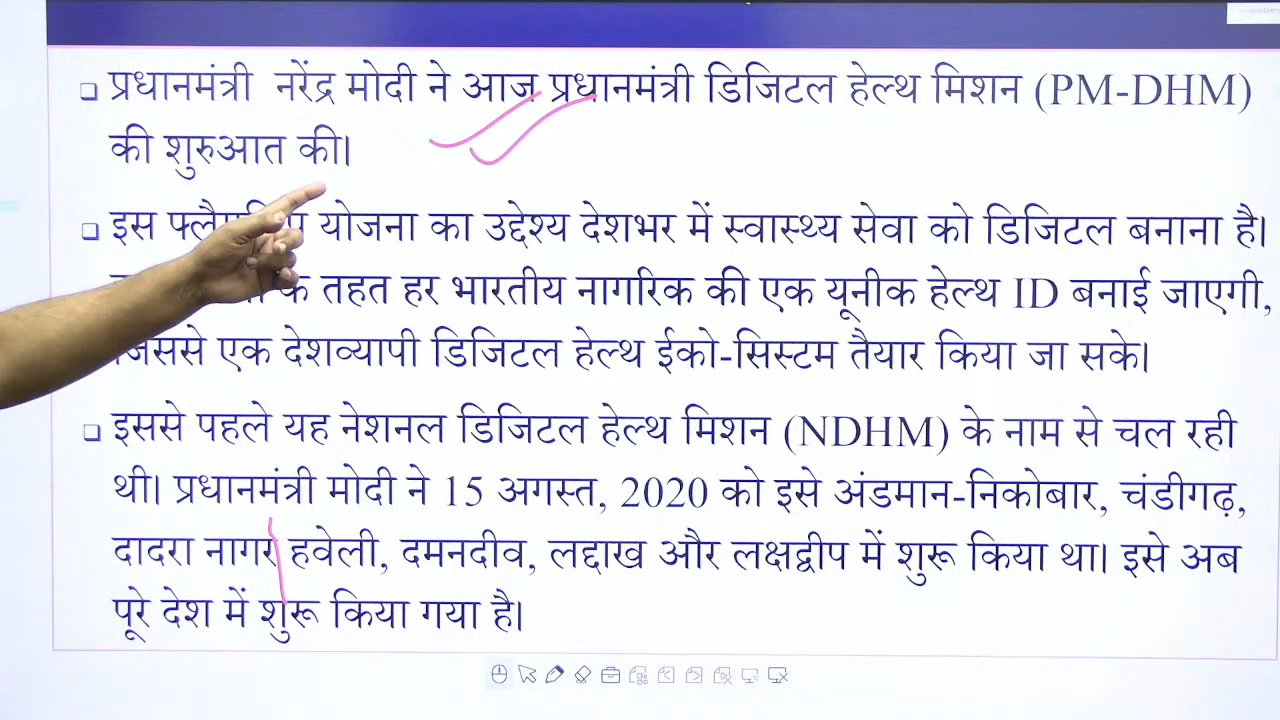 प्रधानमंत्री नरेंद्र मोदी ने आज प्रधानमंत्री डिजिटल हेल्थ मिशन (PM-DHM)
की शुरुआत की।
इस योजना का उद्देश्य देशभर में स्वास्थ्य सेवा को डिजिटल बनाना है।
तहत हर भारतीय नागरिक की एक यूनीक हेल्थ ID बनाई जाएगी,
जिससे एक देशव्यापी डिजिटल हेल्थ ईको-सिस्टम तैयार किया जा सके।
इससे पहले यह नेशनल डिजिटल हेल्थ मिशन (NDHM) के नाम से चल रही
थी। प्रधानमंत्री मोदी ने 15 अगस्त, 2020 को इसे अंडमान-निकोबार, चंडीगढ़,
दादरा नागर हवेली, दमनदीव, लद्दाख और लक्षद्वीप में शुरू किया था। इसे अब
पूरे देश में शुरू किया गया है।